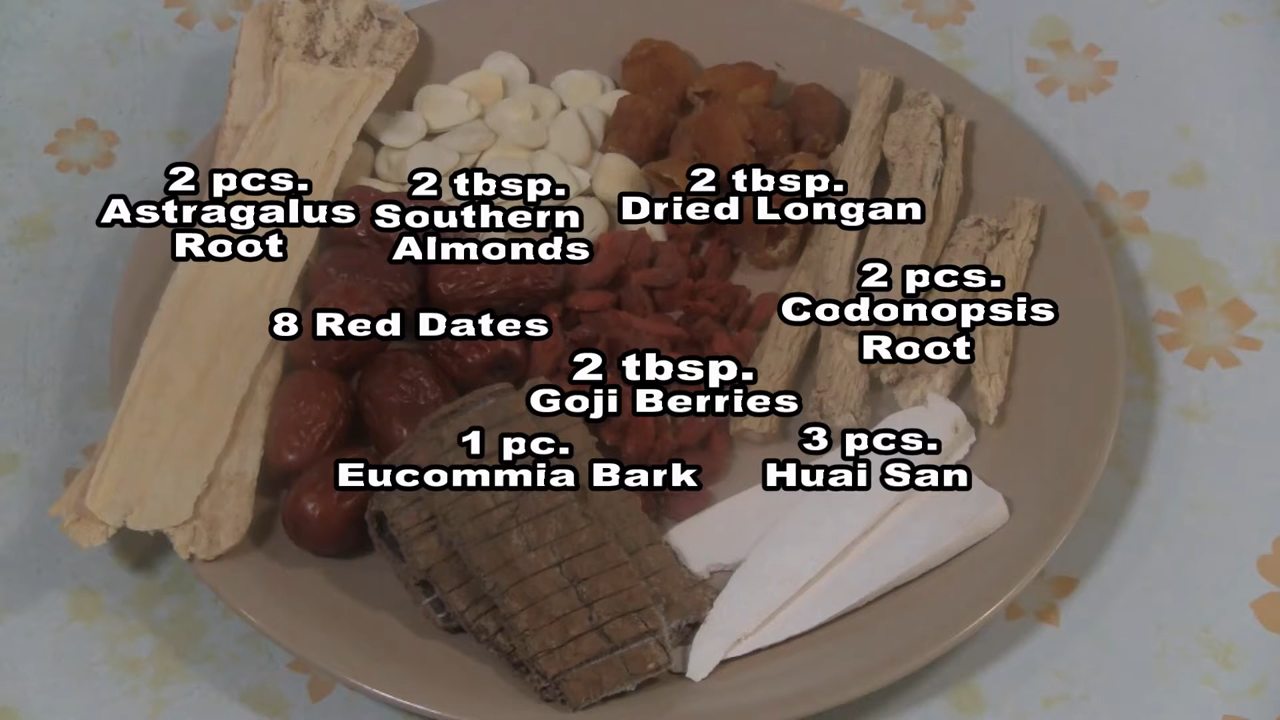 2 pcs.
Astragalus
Root
2 tbsp.
Southern
Almonds
2 tbsp.
Dried Longan
2 pcs.
Codonopsis
Root
8 Red Dates
2 tbsp.
Goji Berries
1 pc.
Eucommia Bark
3 pcs.
Huai San